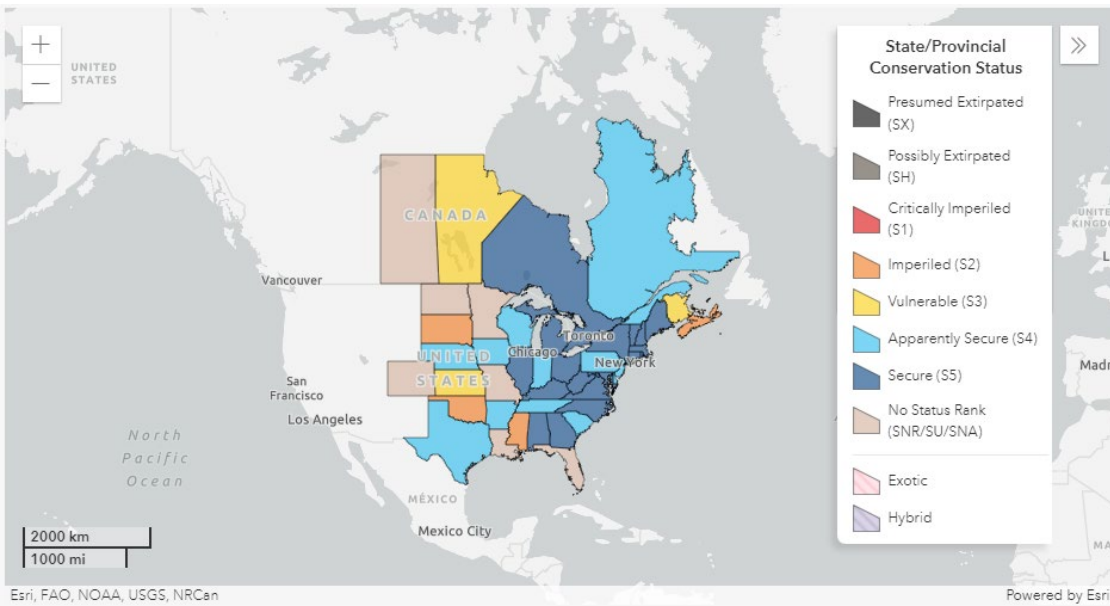 +
−
UNITED
STATES
CANADA
Vancouver
Toronto
Chicago
New York
UNITED
STATES
San
Francisco
Los Angeles
North
Pacific
Ocean
MÉXICO
Mexico City
2000 km
1000 mi
Esri, FAO, NOAA, USGS, NRCan
State/Provincial
Conservation Status
Presumed Extirpated
(SX)
Possibly Extirpated
(SH)
Critically Imperiled
(S1)
Imperiled (S2)
Vulnerable (S3)
Apparently Secure (S4)
Secure (S5)
No Status Rank
(SNR/SU/SNA)
Exotic
Hybrid
Powered by Esri